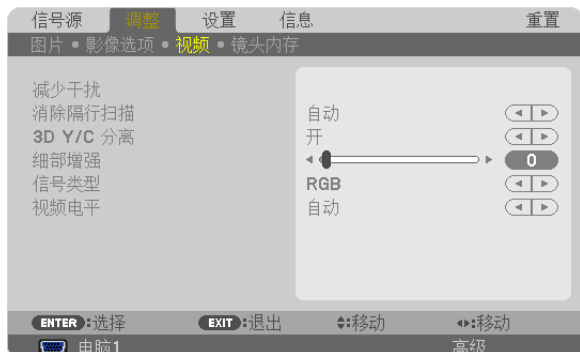 信号源 调整 设置 信息 重置
图片 • 影像选项 • 视频 • 镜头内存
减少干扰
消除隔行扫描 自动
3D Y/C 分离 开
细部增强 0
信号类型 RGB
视频电平 自动
ENTER:选择 EXIT:退出 :移动 :移动
电脑1 高级